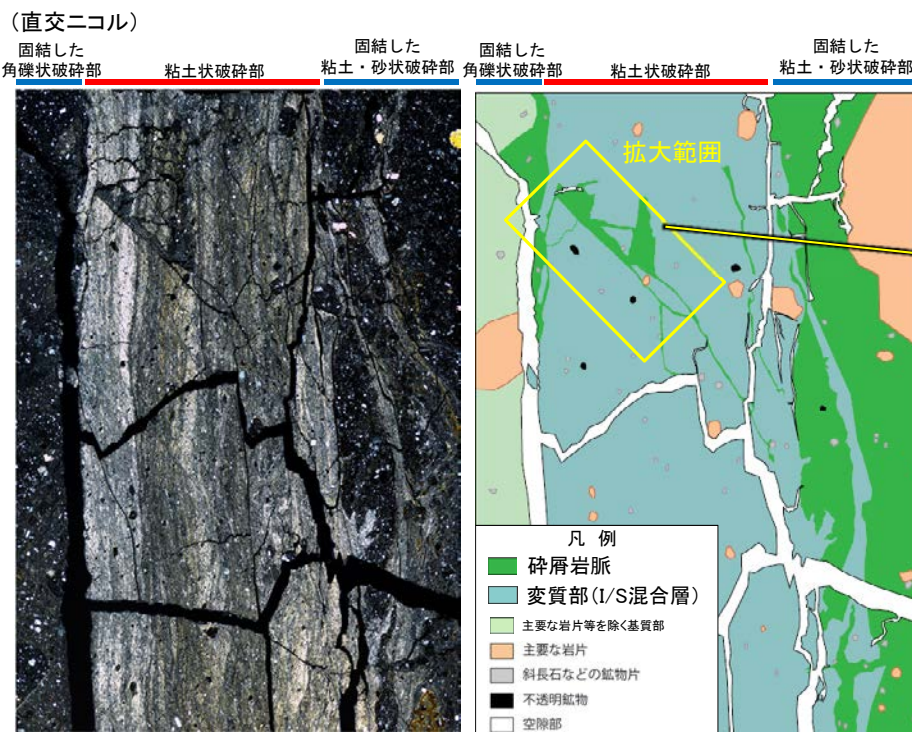 (直交ニコル)
固結した
角礫状破砕部
粘土状破砕部
固結した
粘土・砂状破砕部
固結した
角礫状破砕部
粘土状破砕部
固結した
粘土・砂状破砕部
拡大範囲
凡 例
砕屑岩脈
変質部(I/S混合層)
主要な岩片等を除く基質部
主要な岩片
斜長石などの鉱物片
不透明鉱物
空隙部